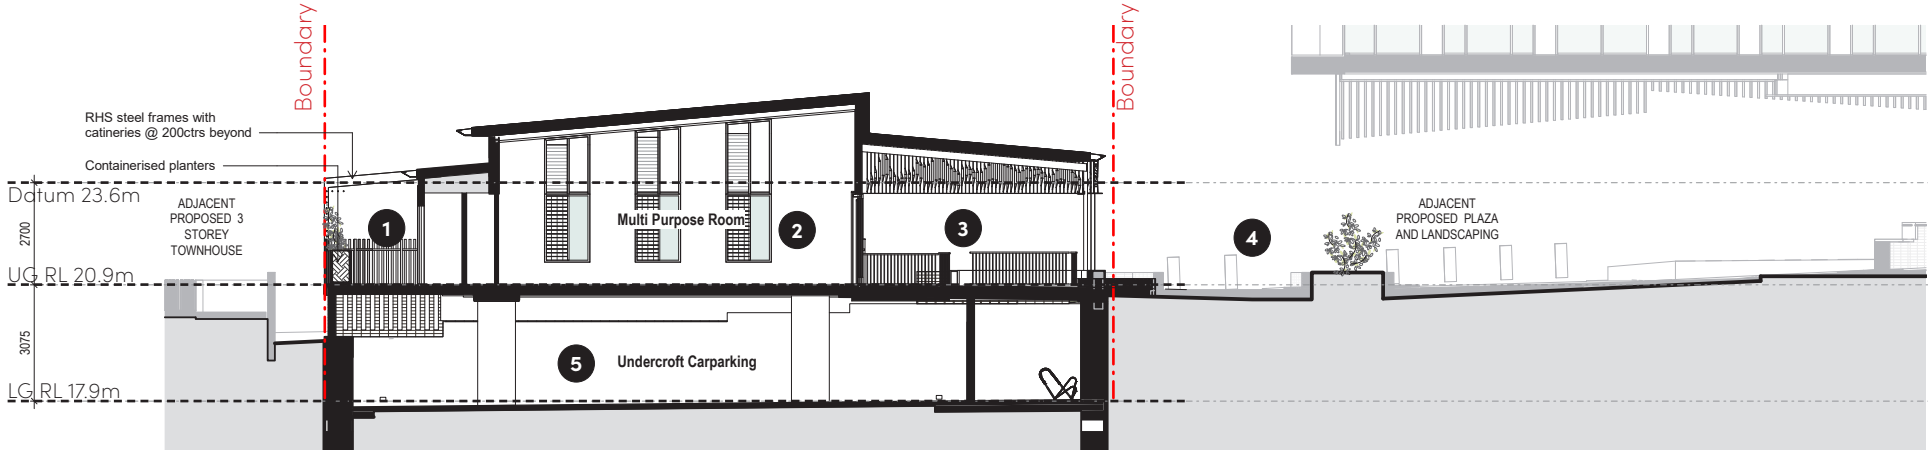 Boundary
Boundary
RHS steel frames with
catineries @ 200ctrs beyond
Containerised planters
Datum 23.6m
ADJACENT
PROPOSED 3
STOREY
TOWNHOUSE
2700
1
Multi Purpose Room
2
3
4
ADJACENT
PROPOSED PLAZA
AND LANDSCAPING
UG RL 20.9m
3075
5
Undercroft Carparking
LG RL 17.9m